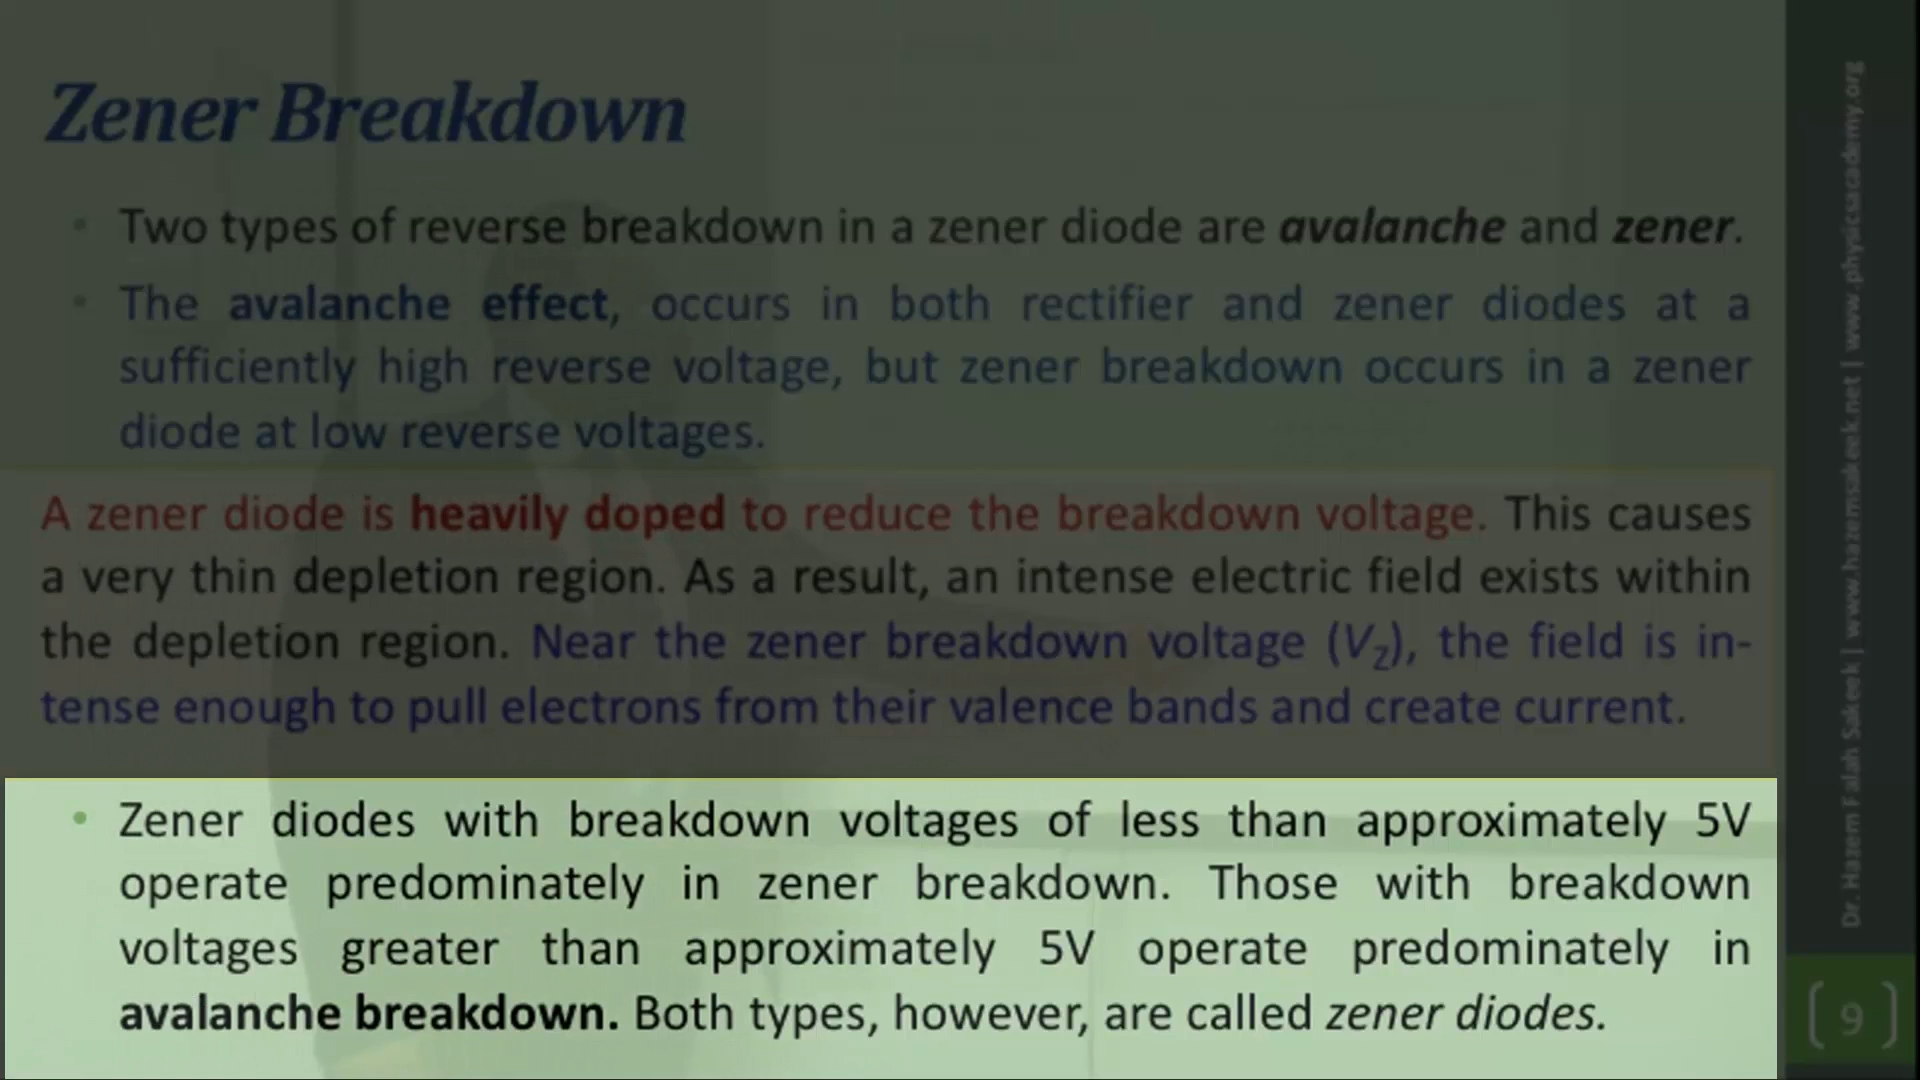 Zener Breakdown
• Two types of reverse breakdown in a zener diode are avalanche and zener.
• The avalanche effect, occurs in both rectifier and zener diodes at a
sufficiently high reverse voltage, but zener breakdown occurs in a zener
diode at low reverse voltages.
A zener diode is heavily doped to reduce the breakdown voltage. This causes
a very thin depletion region. As a result, an intense electric field exists within
the depletion region. Near the zener breakdown voltage (VZ), the field is in-
tense enough to pull electrons from their valence bands and create current.
• Zener diodes with breakdown voltages of less than approximately 5V
operate predominately in zener breakdown. Those with breakdown
voltages greater than approximately 5V operate predominately in
avalanche breakdown. Both types, however, are called zener diodes.
Dr. Hazem Falah Sakeek | www.hazemsakeek.net | www.physicsacademy.org
9